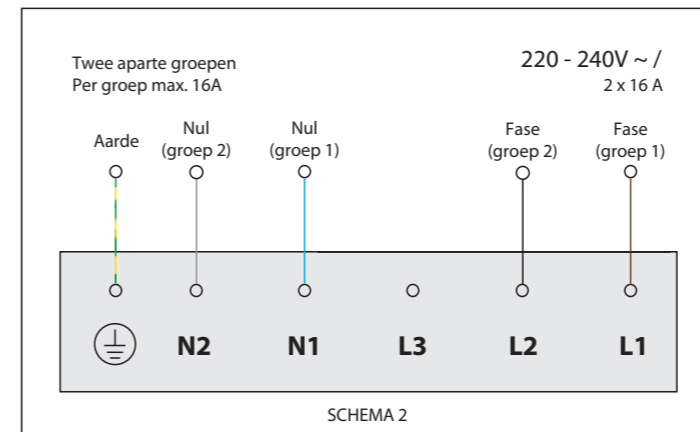 Twee aparte groepen
Per groep max. 16A
220 - 240V ~ /
2 x 16 A
Aarde
Nul
(groep 2)
Nul
(groep 1)
Fase
(groep 2)
Fase
(groep 1)
N2 N1 L3 L2 L1
SCHEMA 2